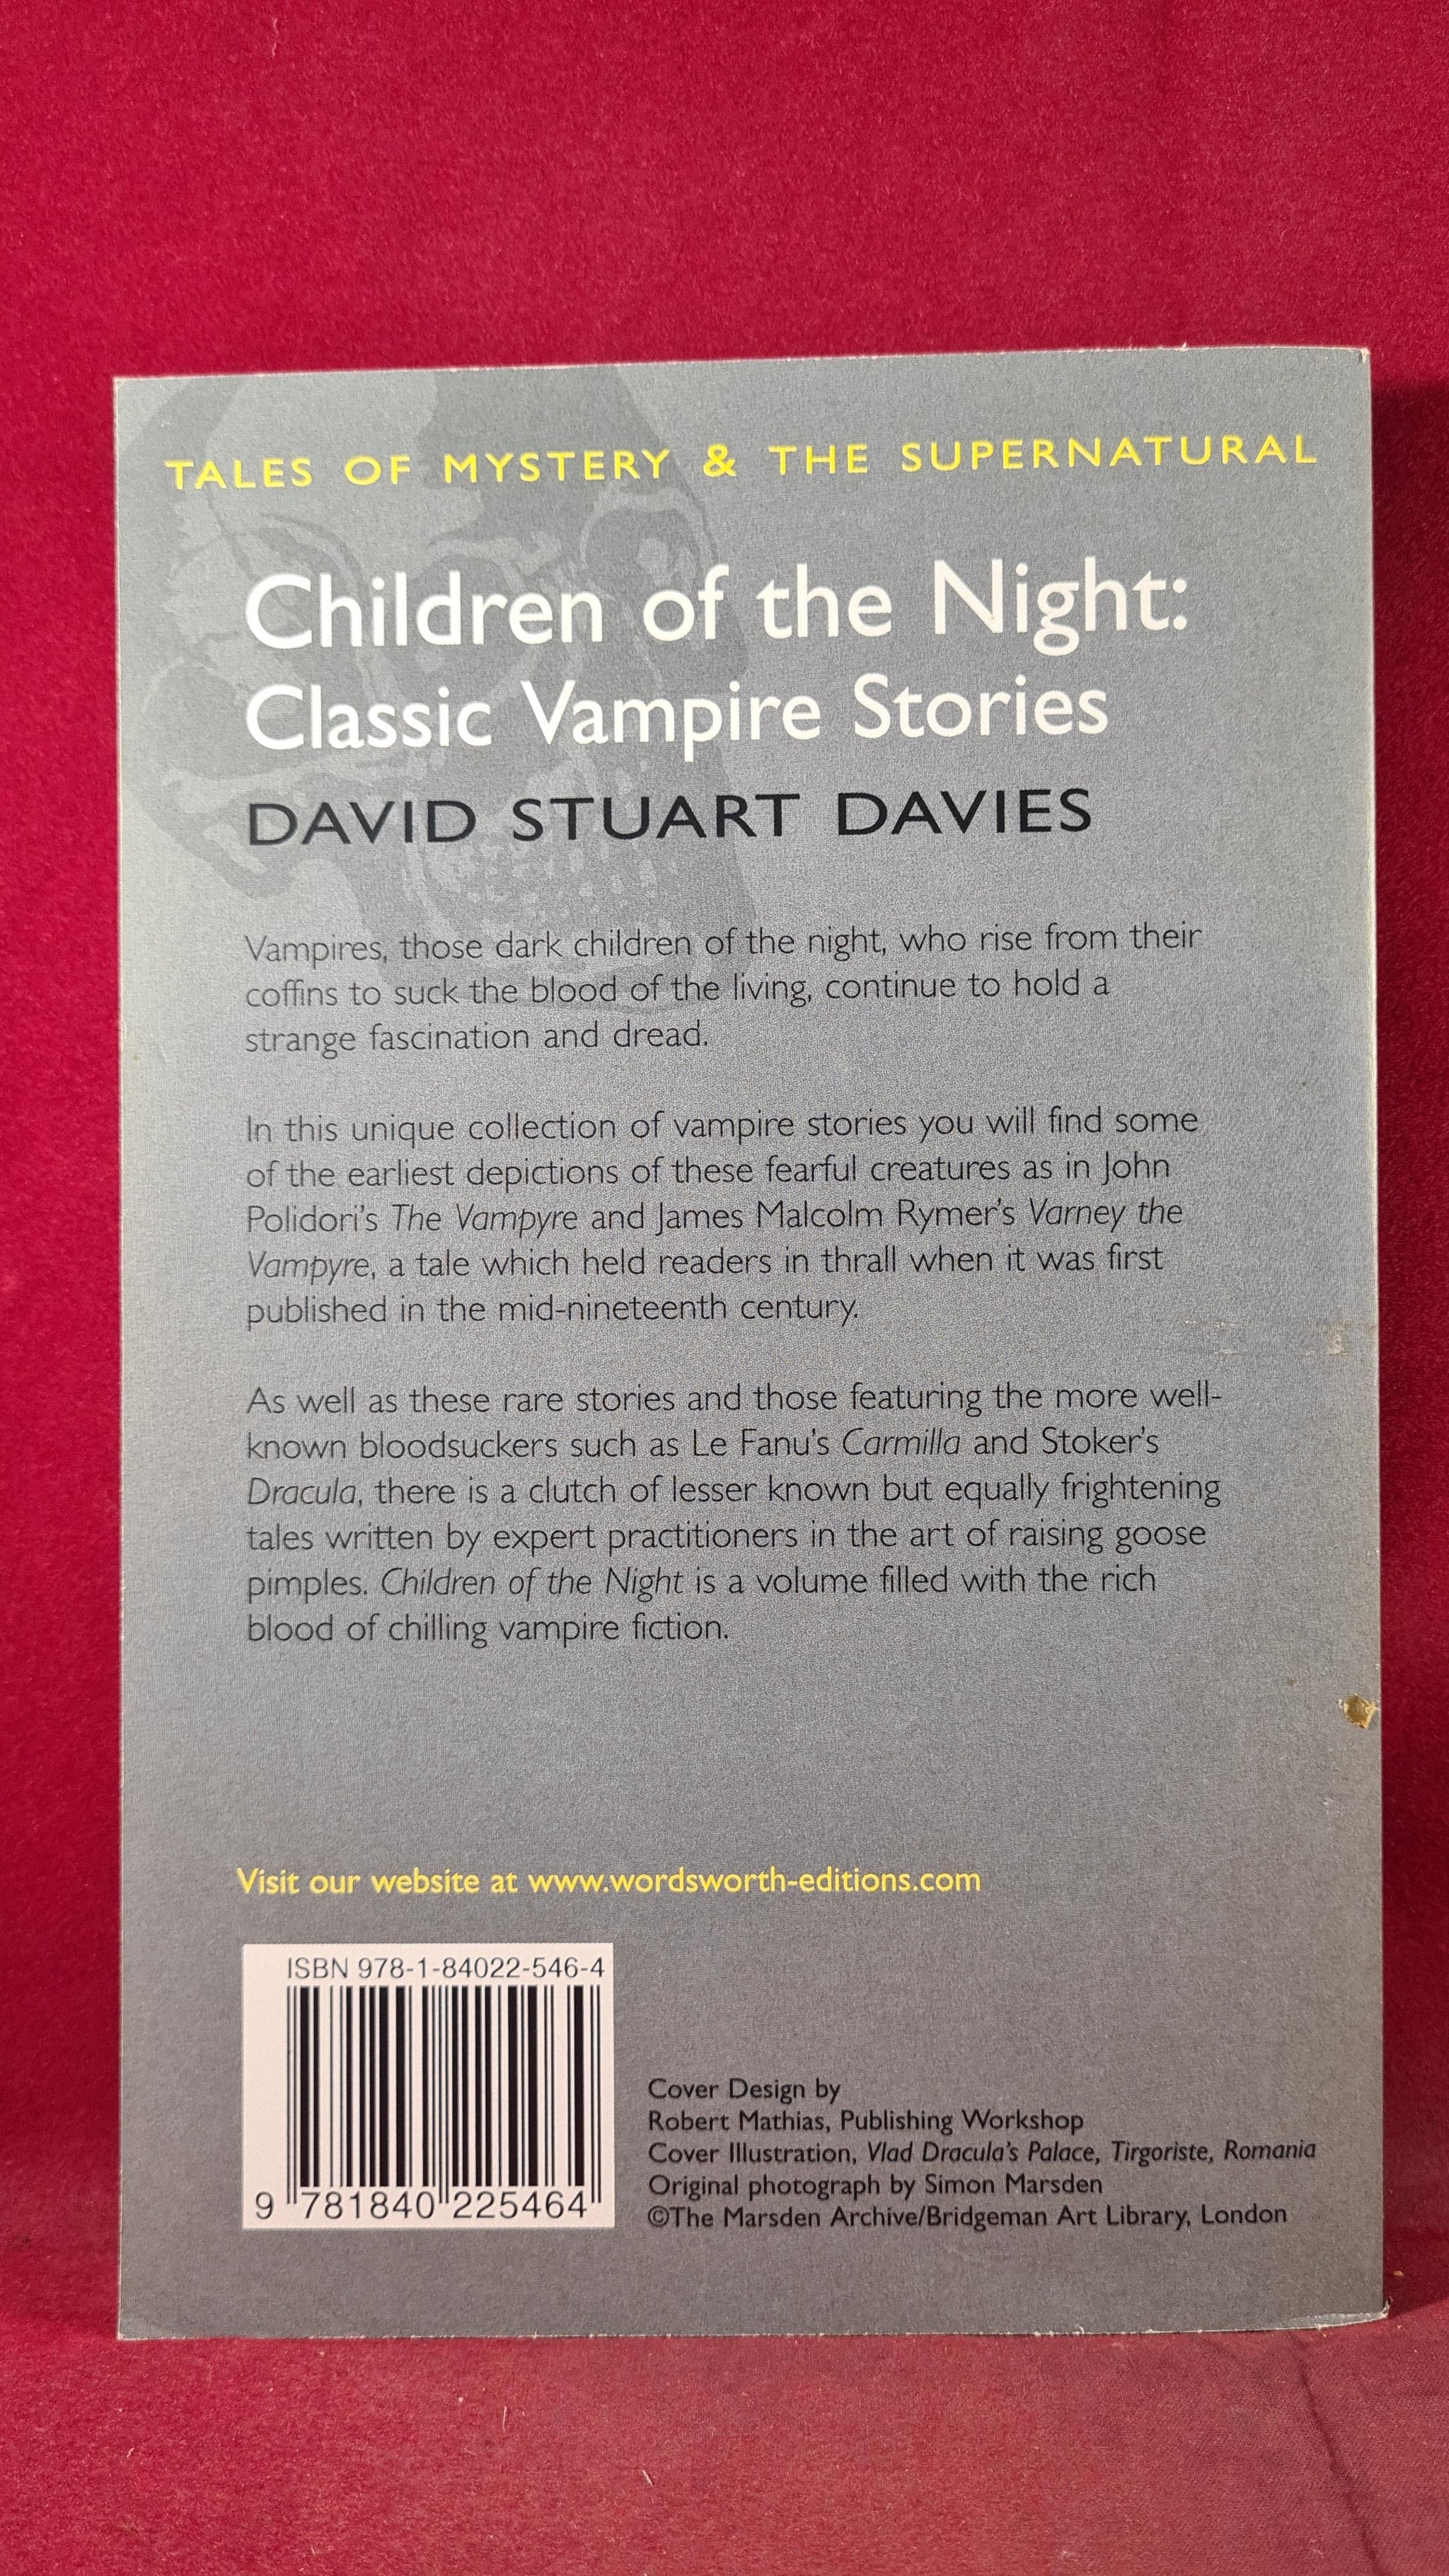 TALES OF MYSTERY & THE SUPERNATURAL
Children of the Night:
Classic Vampire Stories
DAVID STUART DAVIES
Vampires, those dark children of the night, who rise from their
coffins to suck the blood of the living, continue to hold a
strange fascination and dread.
In this unique collection of vampire stories you will find some
of the earliest depictions of these fearful creatures as in John
Polidori's The Vampyre and James Malcolm Rymer's Varney the
Vampyre, a tale which held readers in thrall when it was first
published in the mid-nineteenth century.
As well as these rare stories and those featuring the more well-
known bloodsuckers such as Le Fanu's Carmilla and Stoker's
Dracula, there is a clutch of lesser known but equally frightening
tales written by expert practitioners in the art of raising goose
pimples. Children of the Night is a volume filled with the rich
blood of chilling vampire fiction.
Visit our website at www.wordsworth-editions.com
ISBN 978-1-84022-546-4
9 781840 225464
Cover Design by
Robert Mathias, Publishing Workshop
Cover Illustration, Vlad Dracula's Palace, Tirgoriste, Romania
Original photograph by Simon Marsden
©The Marsden Archive/Bridgeman Art Library, London